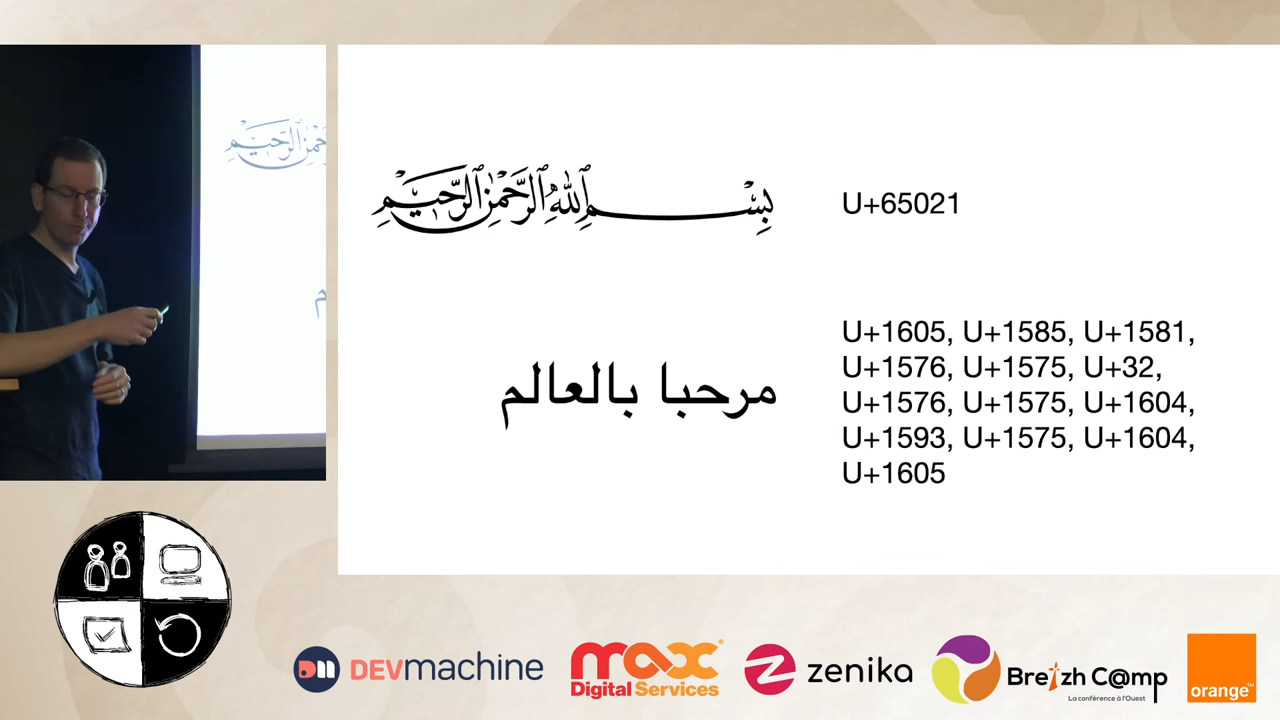 بِسْمِ ٱللَّهِ ٱلرَّحْمَٰنِ ٱلرَّحِيمِ
U+65021
مرحبا بالعالم
U+1605, U+1585, U+1581,
U+1576, U+1575, U+32,
U+1576, U+1575, U+1604,
U+1593, U+1575, U+1604,
U+1605
DEVmachine
max
Digital Services
zenika
Breizh C@mp
La conférence à l'Ouest
orange™